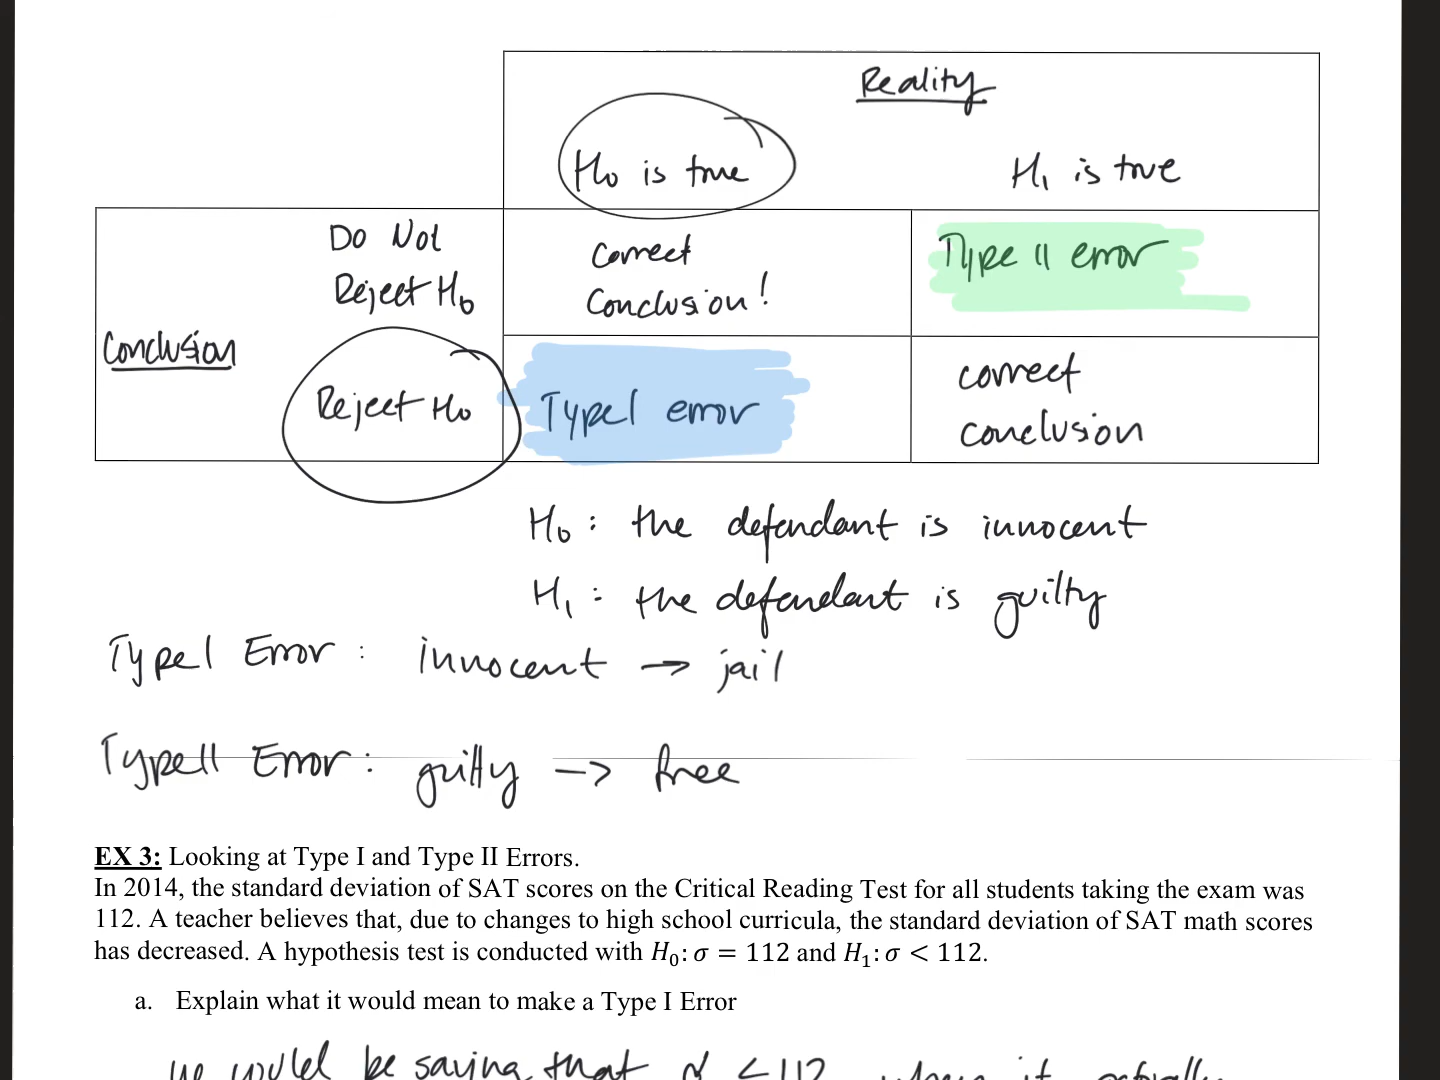 Reality
H₀ is true H₁ is true
Do Not
Reject H₀
Correct
Conclusion!
Type II error
Conclusion
Reject H₀
Type I error
correct
conclusion
H₀: the defendant is innocent
H₁: the defendant is guilty
Type I Error: innocent → jail
Type II Error: guilty → free
EX 3: Looking at Type I and Type II Errors.
In 2014, the standard deviation of SAT scores on the Critical Reading Test for all students taking the exam was
112. A teacher believes that, due to changes to high school curricula, the standard deviation of SAT math scores
has decreased. A hypothesis test is conducted with H₀: σ = 112 and H₁: σ < 112.
a. Explain what it would mean to make a Type I Error
we would be saying that σ < 112 when it actually